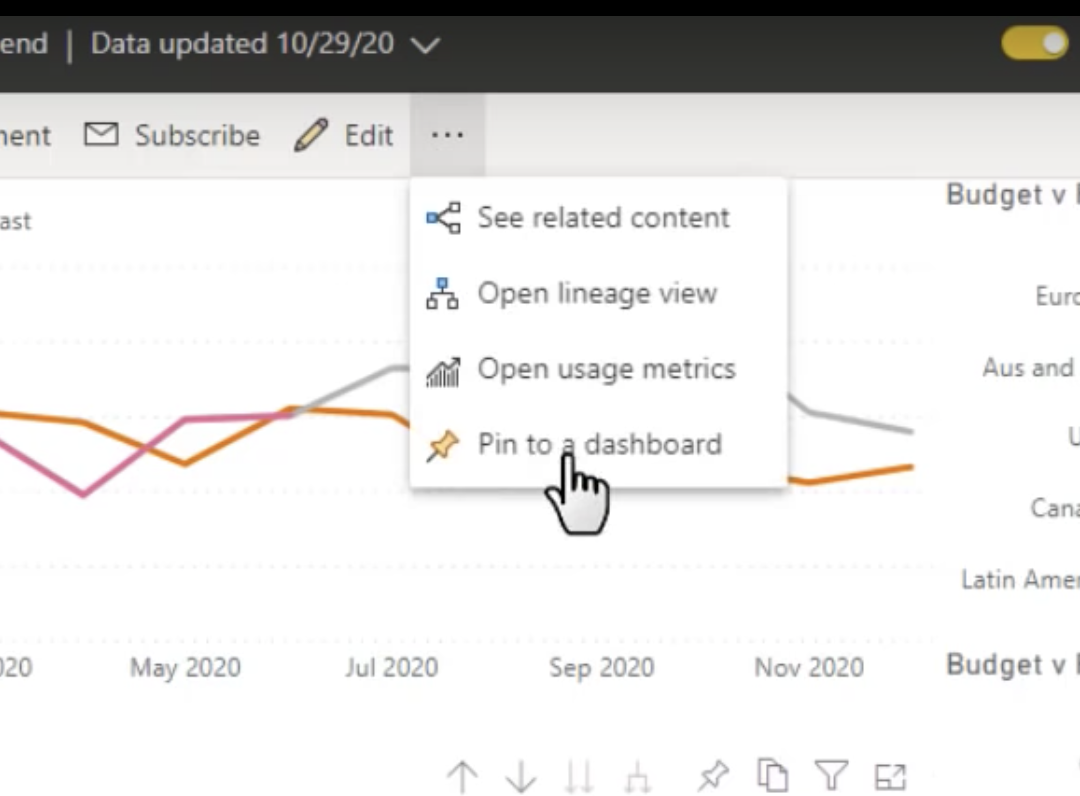 end | Data updated 10/29/20
ment Subscribe Edit ...
ast
See related content
Open lineage view
Open usage metrics
Pin to a dashboard
Budget v
Euro
Aus and
U
Cana
Latin Amer
020 May 2020 Jul 2020 Sep 2020 Nov 2020
Budget v